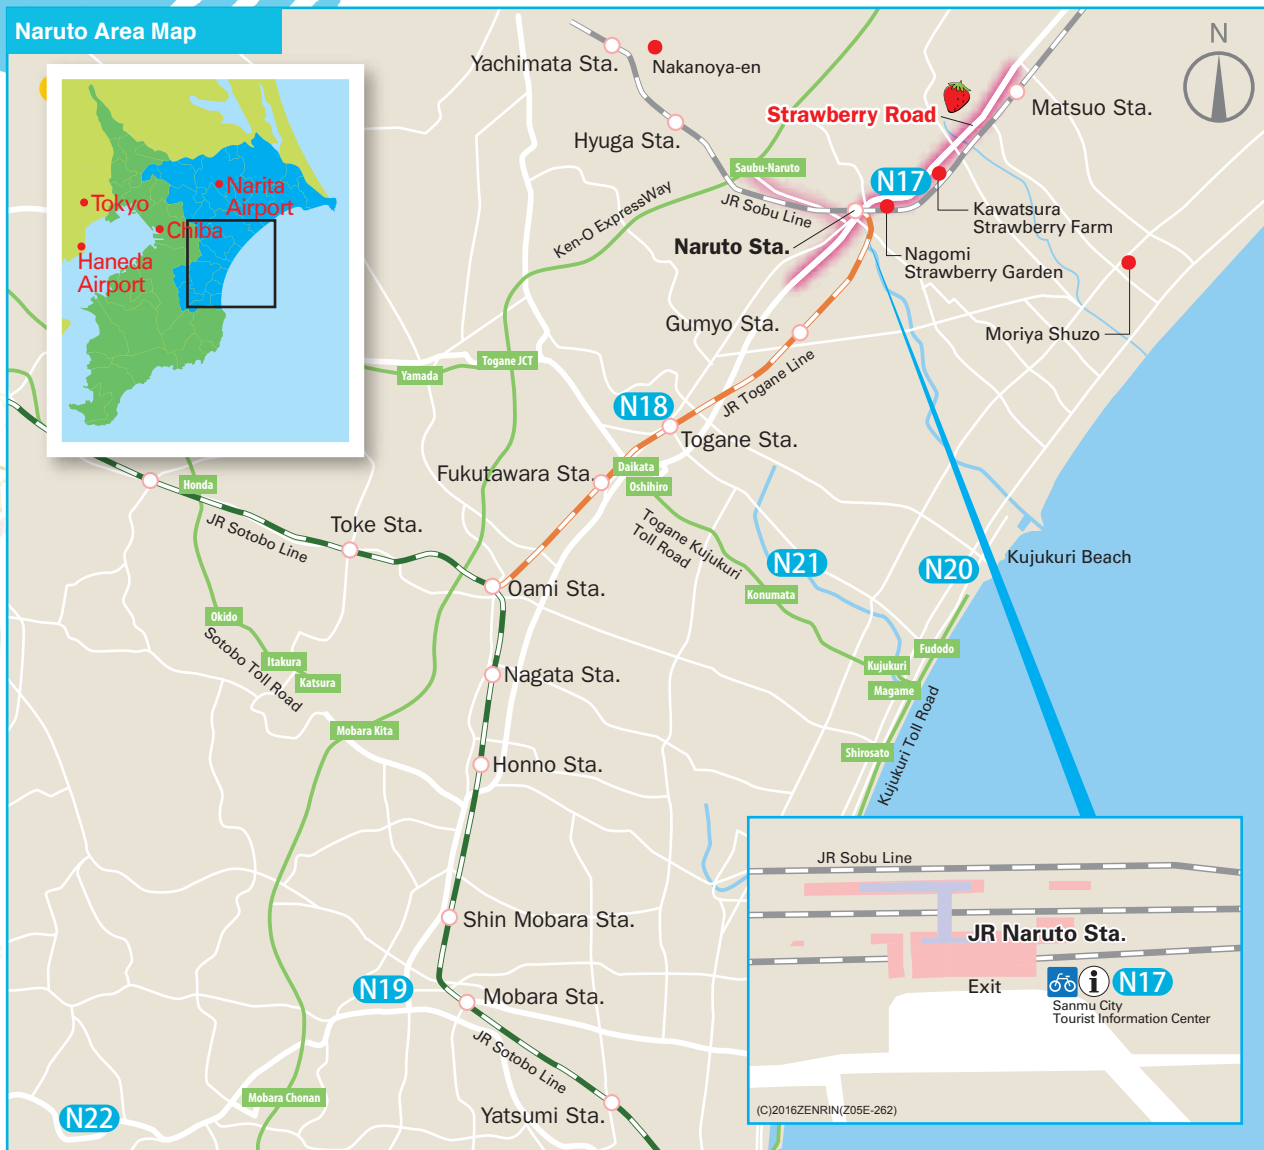 Naruto Area Map
N
Yachimata Sta.
Nakanoya-en
Strawberry Road
Matsuo Sta.
Hyuga Sta.
Saubu-Naruto
N17
JR Sobu Line
Ken-O ExpressWay
Kawatsura
Strawberry Farm
Naruto Sta.
Nagomi
Strawberry Garden
Narita
Airport
Tokyo
Chiba
Haneda
Airport
Gumyo Sta.
Moriya Shuzo
Togane JCT
Yamada
JR Togane Line
N18
Togane Sta.
Fukutawara Sta.
Daikata
Oshihiro
Honda
JR Sotobo Line
Toke Sta.
Togane Kujukuri
Toll Road
N21
N20
Kujukuri Beach
Oami Sta.
Konumata
Okido
Sotobo Toll Road
Itakura
Katsura
Fudodo
Kujukuri
Magame
Nagata Sta.
Mobara Kita
Shirosato
Kujukuri Toll Road
Honno Sta.
JR Sobu Line
Shin Mobara Sta.
JR Naruto Sta.
Exit
N17
Sanmu City
Tourist Information Center
N19
Mobara Sta.
JR Sotobo Line
Mobara Chonan
Yatsumi Sta.
N22
(C)2016ZENRIN(Z05E-262)